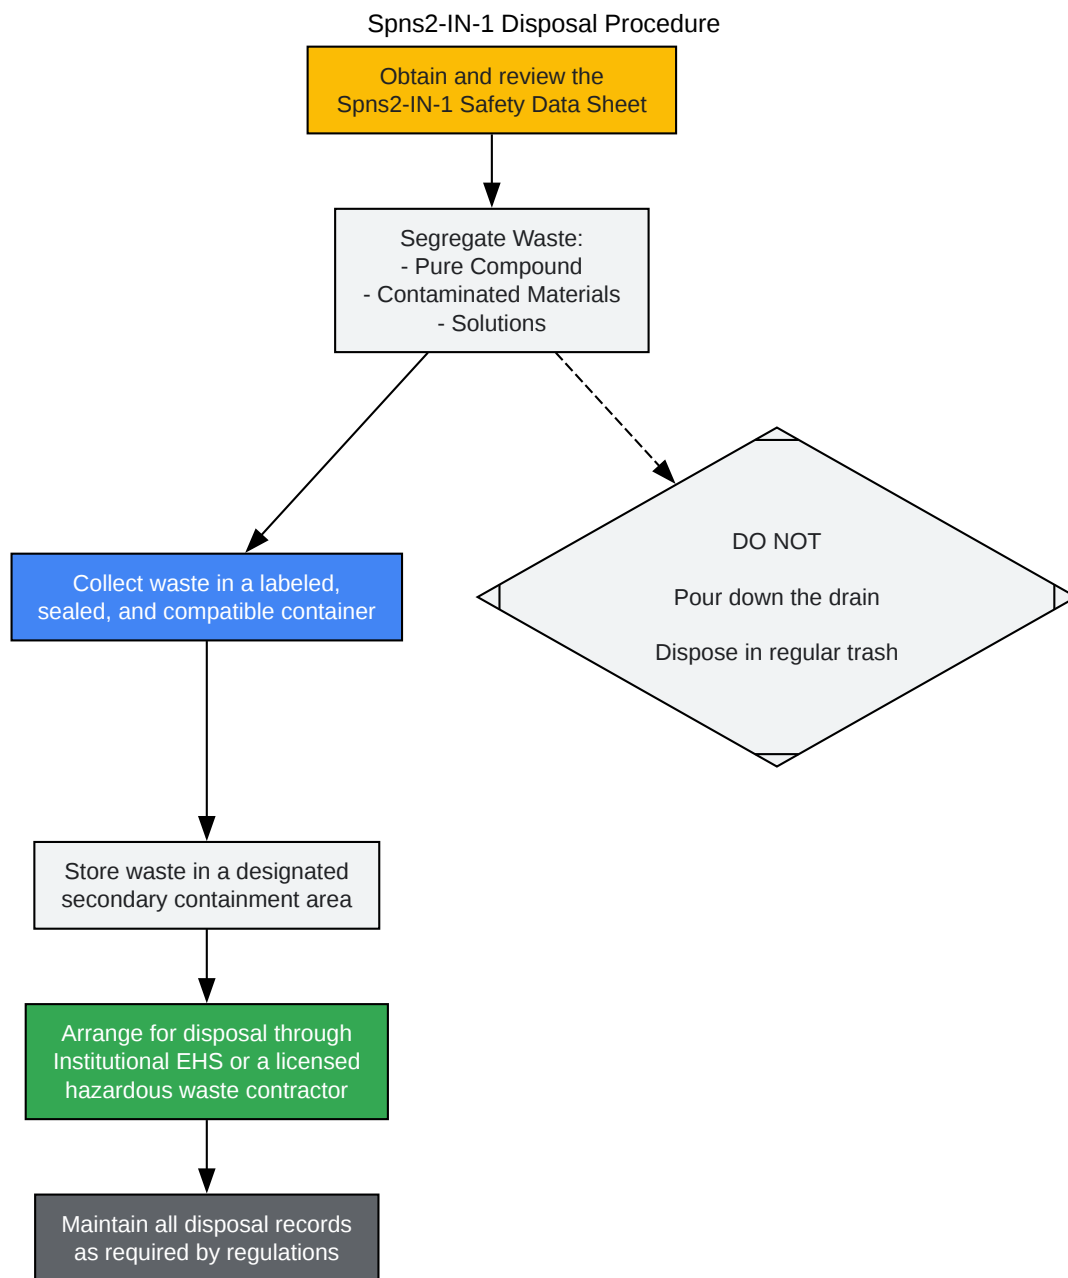 Spns2-IN-1 Disposal Procedure
Obtain and review the
Spns2-IN-1 Safety Data Sheet
Segregate Waste:
- Pure Compound
- Contaminated Materials
- Solutions
DO NOT
Pour down the drain
Dispose in regular trash
Collect waste in a labeled,
sealed, and compatible container
Store waste in a designated
secondary containment area
Arrange for disposal through
Institutional EHS or a licensed
hazardous waste contractor
Maintain all disposal records
as required by regulations